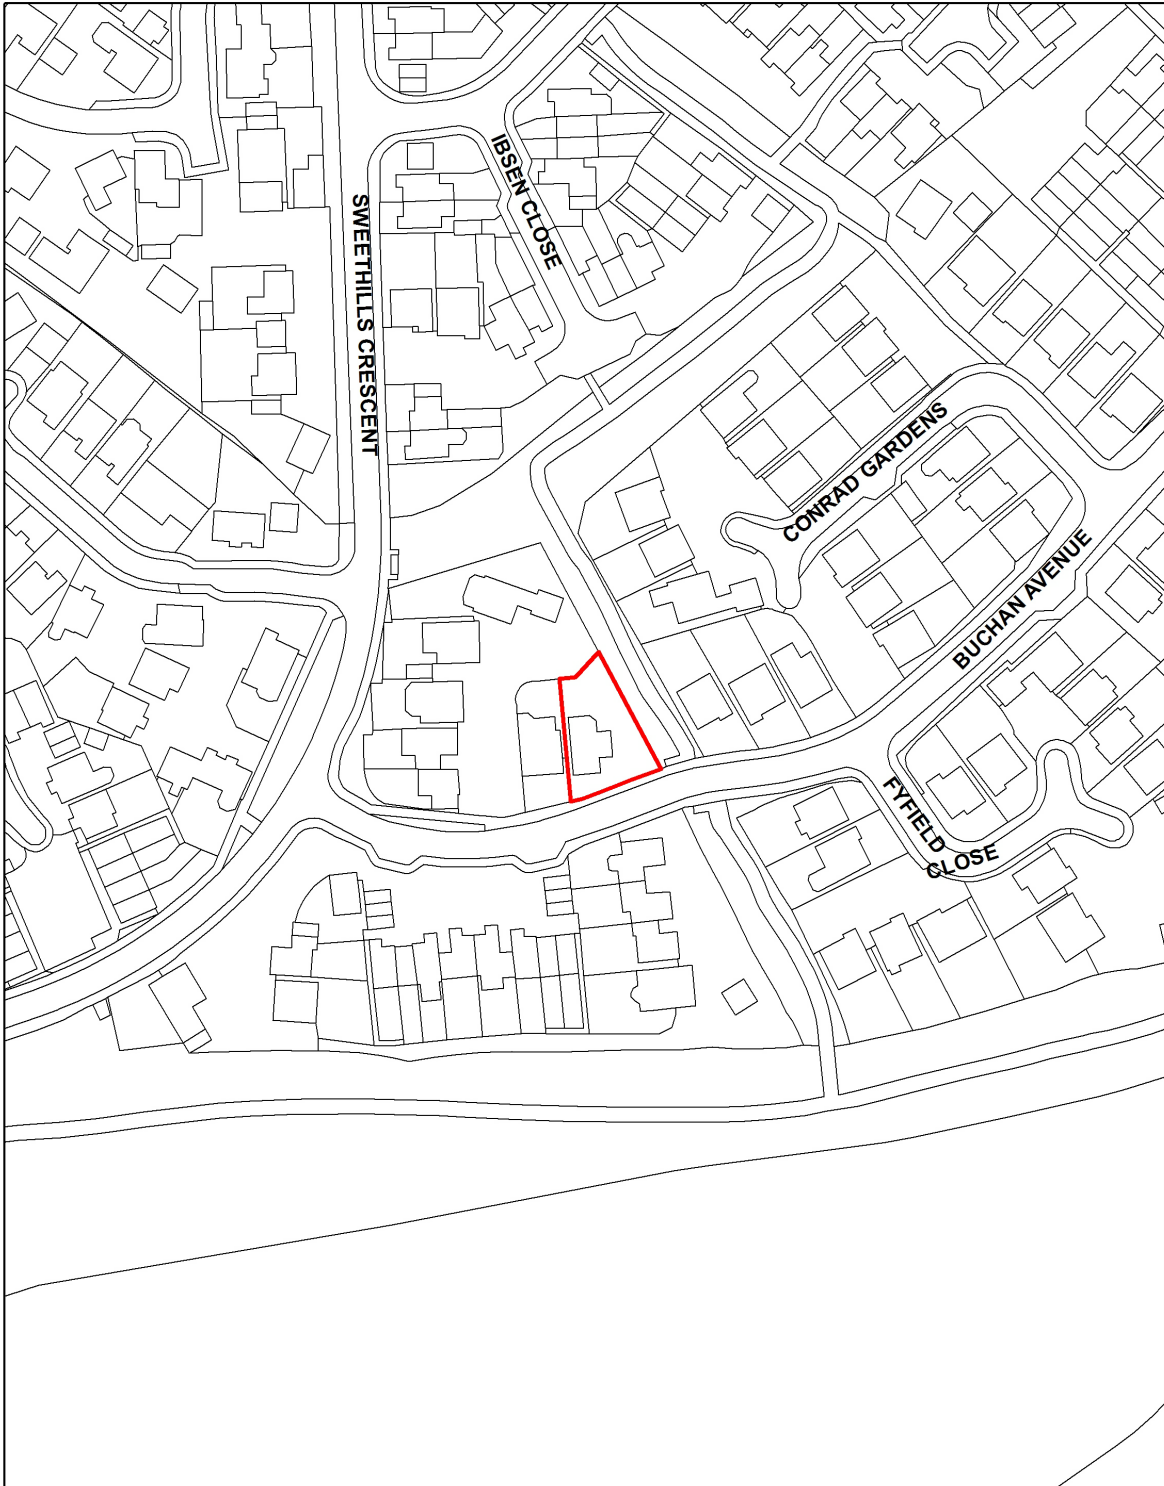 IBSEN CLOSE
SWEETHILLS CRESCENT
CONRAD GARDENS
BUCHAN AVENUE
FYFIELD
CLOSE